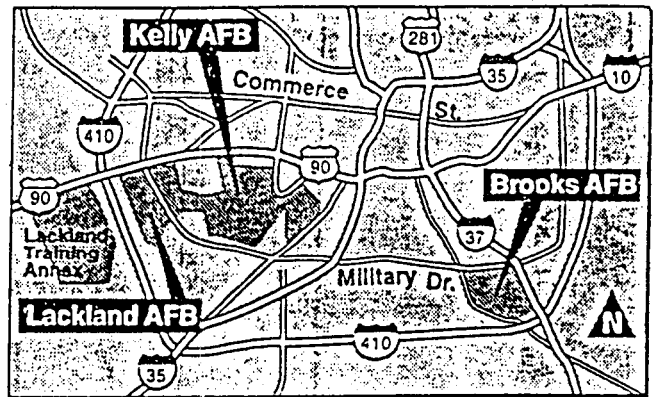 Kelly AFB
281
35
10
Commerce St.
410
90
90
Brooks AFB
Lackland
Training
Annex
37
Military Dr.
Lackland AFB
N
410
35